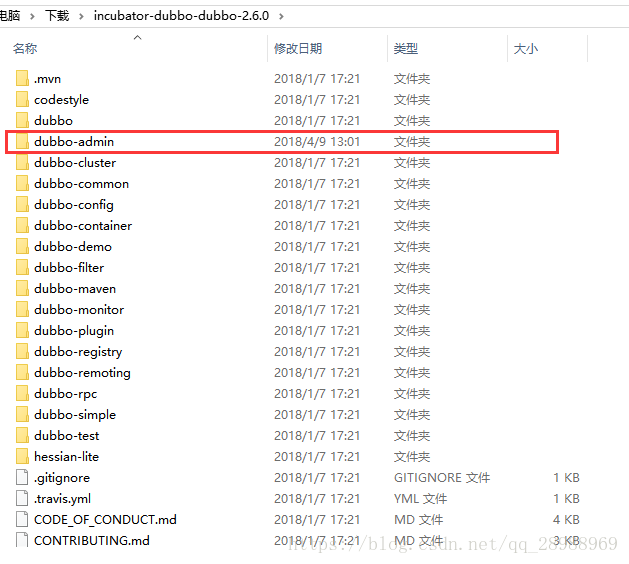 电脑 > 下载 > incubator-dubbo-dubbo-2.6.0 >
名称 修改日期 类型 大小
.mvn 2018/1/7 17:21 文件夹
codestyle 2018/1/7 17:21 文件夹
dubbo 2018/1/7 17:21 文件夹
dubbo-admin 2018/4/9 13:01 文件夹
dubbo-cluster 2018/1/7 17:21 文件夹
dubbo-common 2018/1/7 17:21 文件夹
dubbo-config 2018/1/7 17:21 文件夹
dubbo-container 2018/1/7 17:21 文件夹
dubbo-demo 2018/1/7 17:21 文件夹
dubbo-filter 2018/1/7 17:21 文件夹
dubbo-maven 2018/1/7 17:21 文件夹
dubbo-monitor 2018/1/7 17:21 文件夹
dubbo-plugin 2018/1/7 17:21 文件夹
dubbo-registry 2018/1/7 17:21 文件夹
dubbo-remoting 2018/1/7 17:21 文件夹
dubbo-rpc 2018/1/7 17:21 文件夹
dubbo-simple 2018/1/7 17:21 文件夹
dubbo-test 2018/1/7 17:21 文件夹
hessian-lite 2018/1/7 17:21 文件夹
.gitignore 2018/1/7 17:21 GITIGNORE 文件 1 KB
.travis.yml 2018/1/7 17:21 YML 文件 1 KB
CODE_OF_CONDUCT.md 2018/1/7 17:21 MD 文件 4 KB
CONTRIBUTING.md 2018/1/7 17:21 MD 文件 3 KB
https://blog.csdn.net/qq_28988969